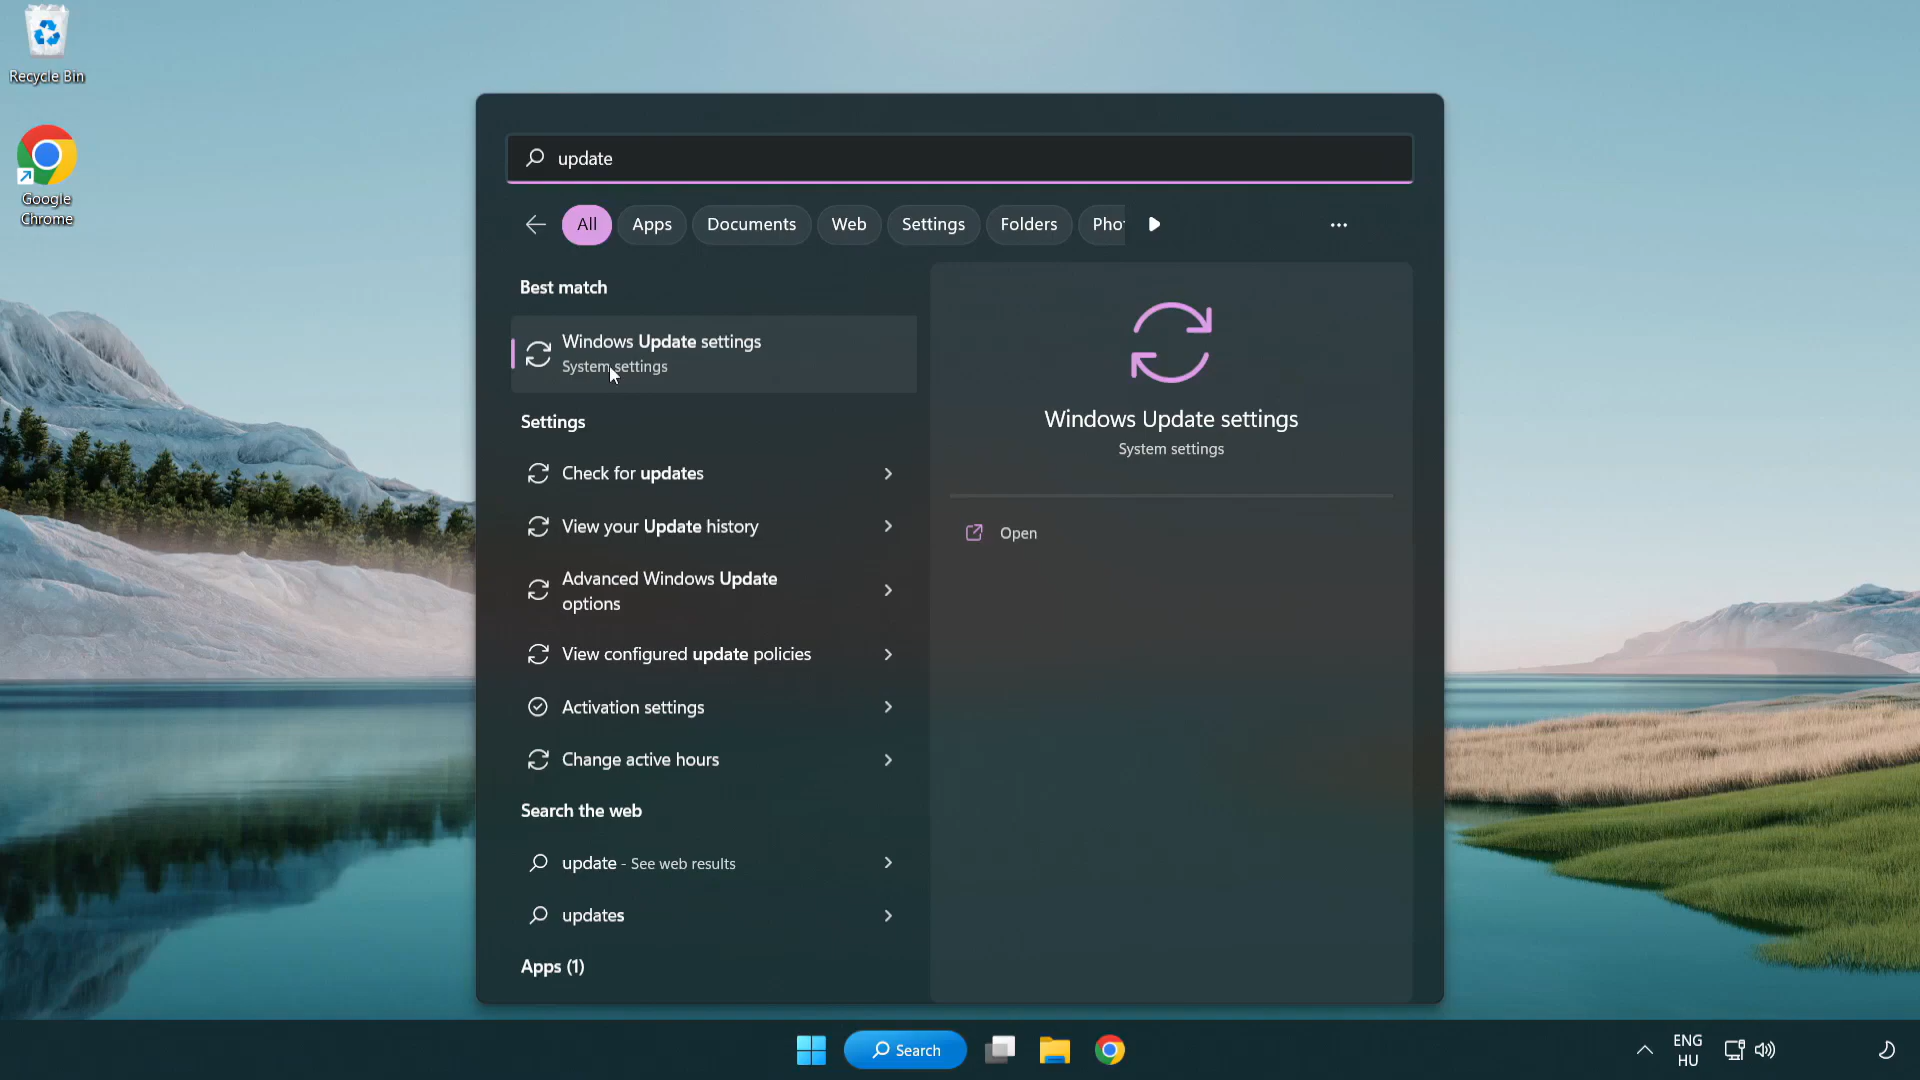 Recycle Bin
Google
Chrome
update
All
Apps
Documents
Web
Settings
Folders
Pho
Best match
Windows Update settings
System settings
Settings
Check for updates
View your Update history
Advanced Windows Update
options
View configured update policies
Activation settings
Change active hours
Search the web
update - See web results
updates
Apps (1)
Windows Update settings
System settings
Open
Search
ENG
HU